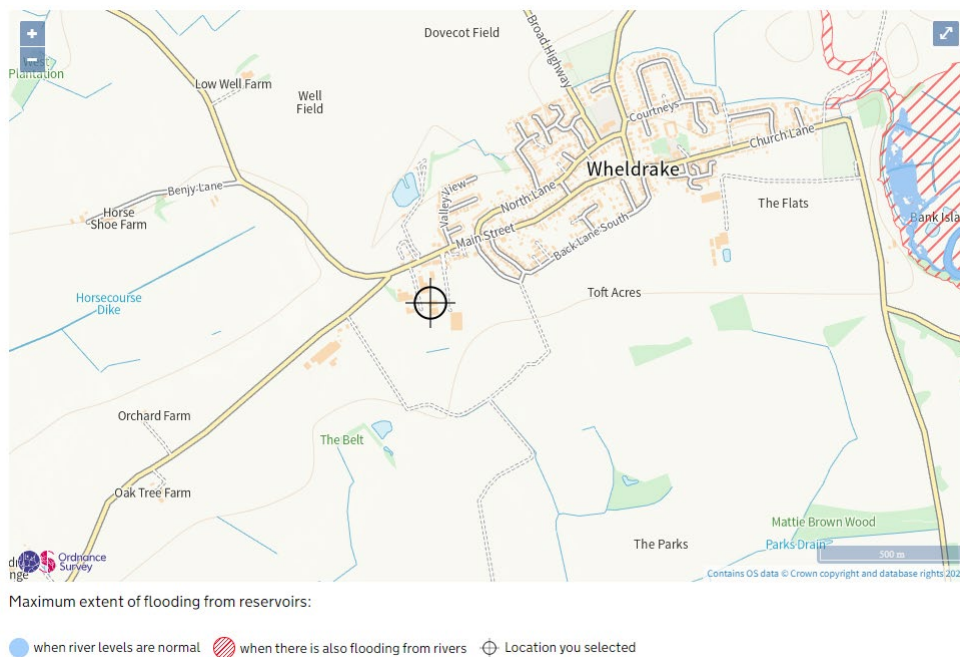 +
−
West
Plantation
Low Well Farm
Well
Field
Dovecot Field
Broad Highway
Courtneys
Church Lane
Wheldrake
North Lane
Valley View
Main Street
Back Lane South
The Flats
Bank Isla
Benjy Lane
Horse
Shoe Farm
Horsecourse
Dike
Toft Acres
Orchard Farm
The Belt
Oak Tree Farm
Mattie Brown Wood
The Parks
Parks Drain
500 m
nge
Ordnance
Survey
Contains OS data © Crown copyright and database rights 202
Maximum extent of flooding from reservoirs:
when river levels are normal
when there is also flooding from rivers
Location you selected